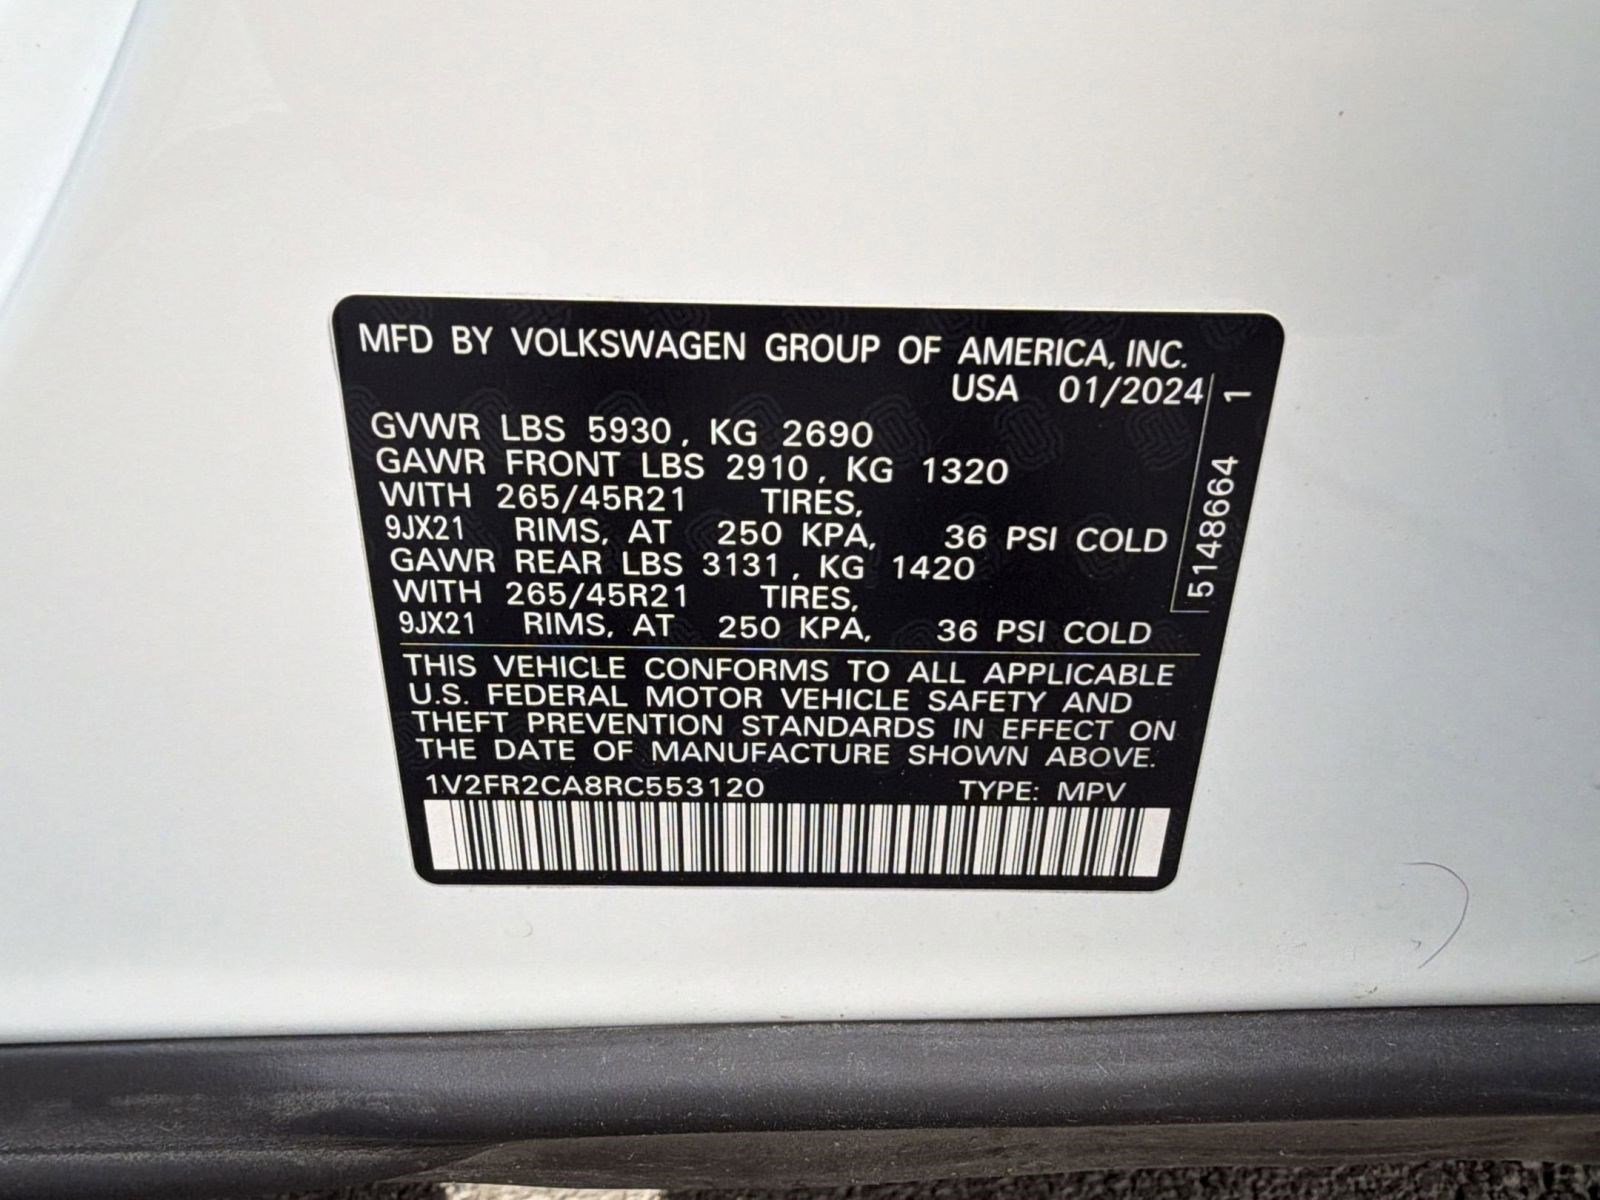 MFD BY VOLKSWAGEN GROUP OF AMERICA, INC.
USA 01/2024
GVWR LBS 5930, KG 2690
GAWR FRONT LBS 2910, KG 1320
WITH 265/45R21 TIRES,
9JX21 RIMS, AT 250 KPA, 36 PSI COLD
GAWR REAR LBS 3131, KG 1420
WITH 265/45R21 TIRES,
9JX21 RIMS, AT 250 KPA, 36 PSI COLD
THIS VEHICLE CONFORMS TO ALL APPLICABLE
U.S. FEDERAL MOTOR VEHICLE SAFETY AND
THEFT PREVENTION STANDARDS IN EFFECT ON
THE DATE OF MANUFACTURE SHOWN ABOVE.
1V2FR2CA8RC553120 TYPE: MPV
5148664 1